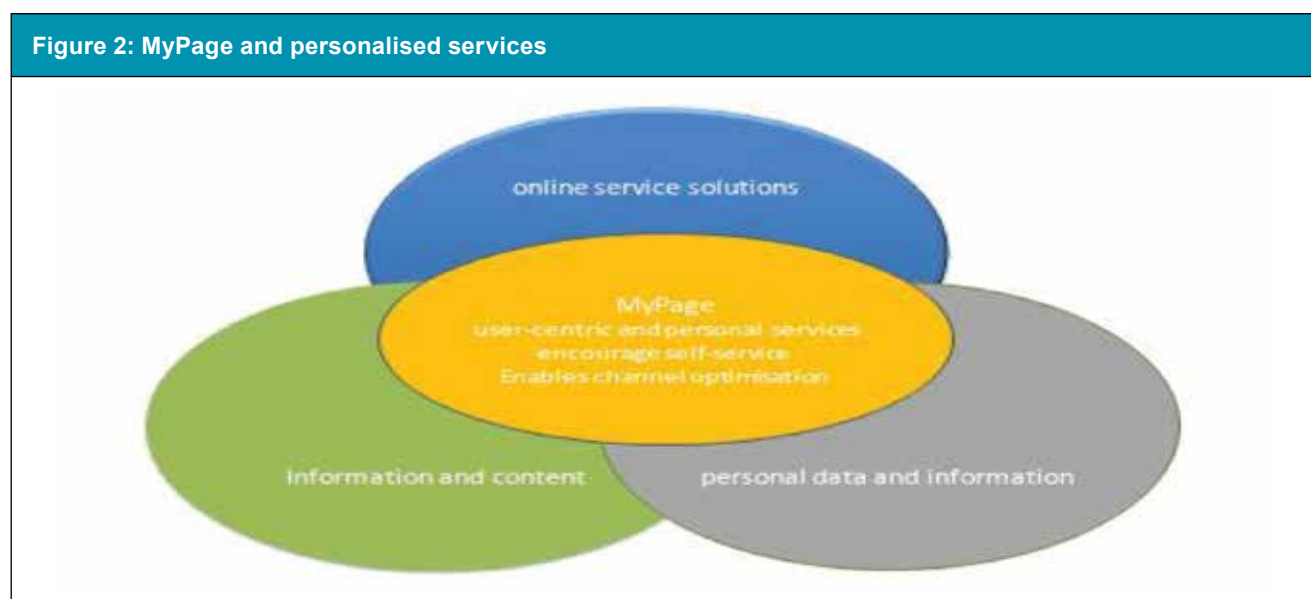 Figure 2: MyPage and personalised services
online service solutions
MyPage
user-centric and personal services
encourage self-service
Enables channel optimisation
Information and content
personal data and information